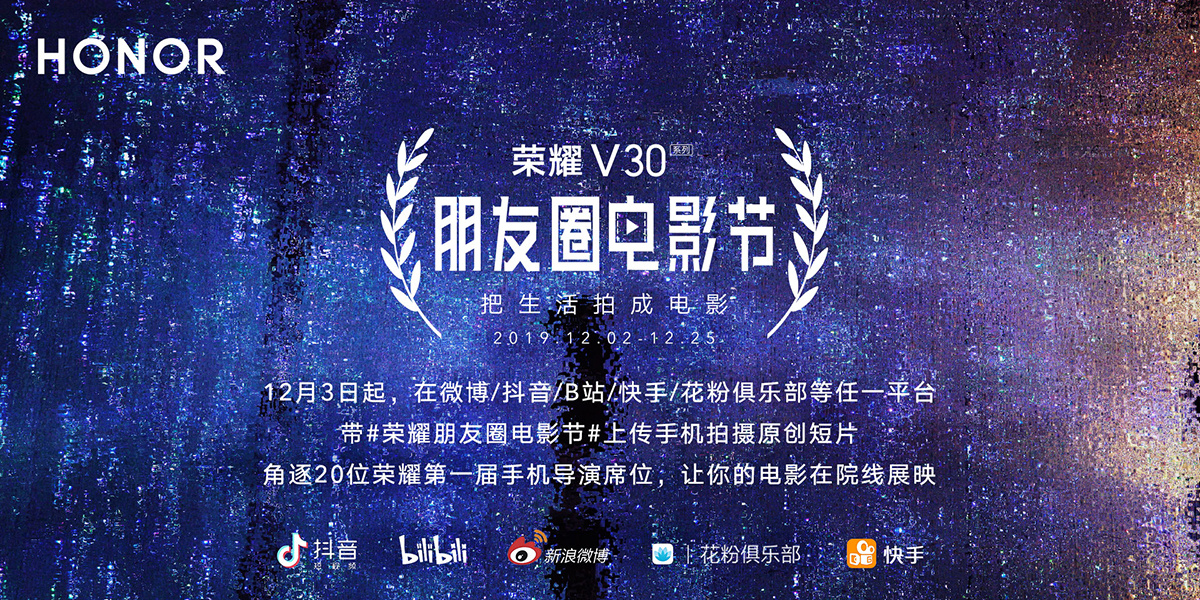 HONOR
荣耀 V30 系列
朋友圈电影节
把生活拍成电影
2019.12.02-12.25
12月3日起，在微博/抖音/B站/快手/花粉俱乐部等任一平台
带#荣耀朋友圈电影节#上传手机拍摄原创短片
角逐20位荣耀第一届手机导演席位，让你的电影在院线展映
抖音
短视频
bilibili
新浪微博
花粉俱乐部
快手